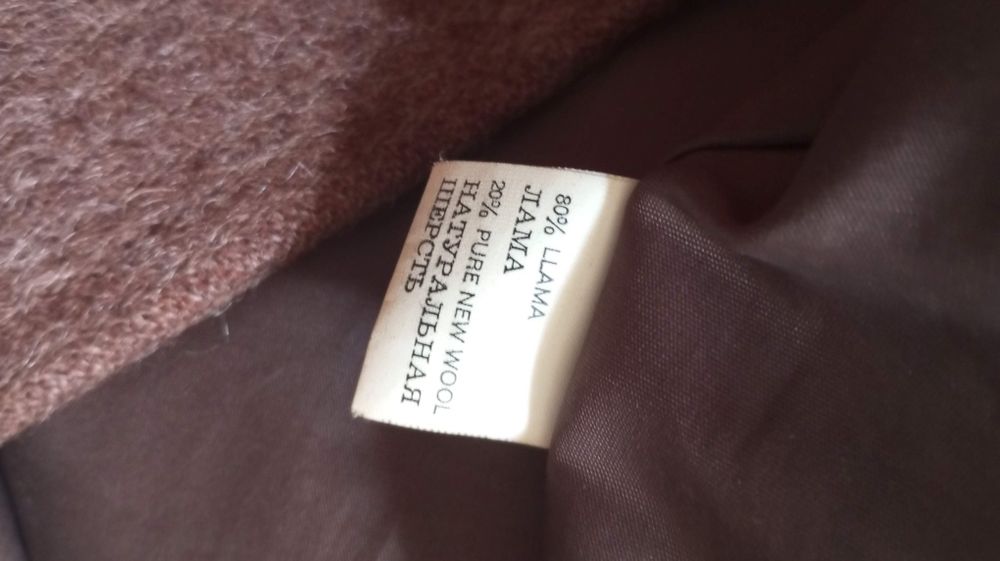 80% LLAMA
ЛАМА
20% PURE NEW WOOL
НАТУРАЛЬНАЯ
ШЕРСТЬ